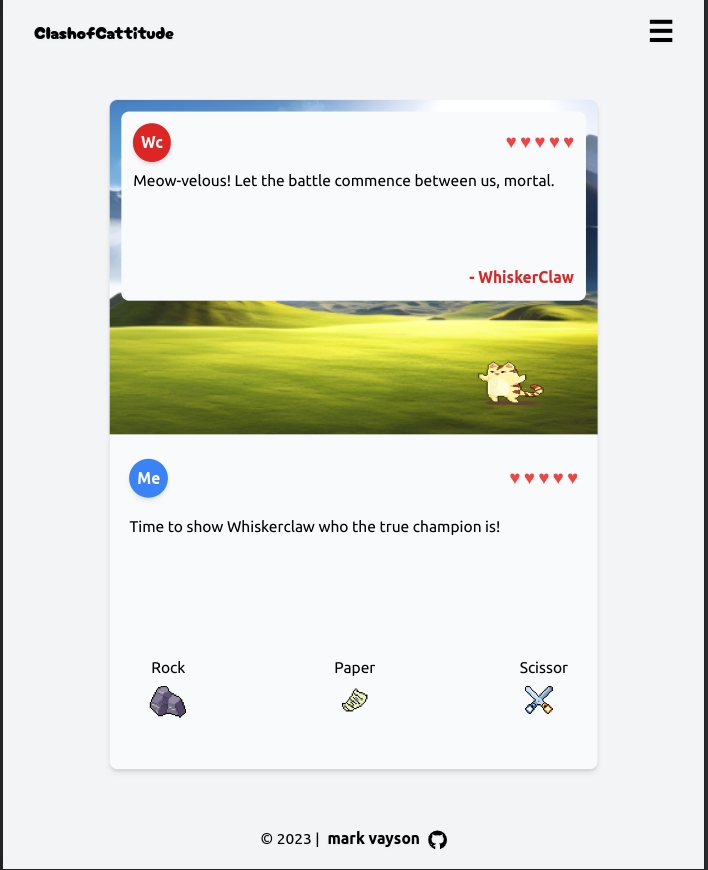 ClashofCattitude
Wc
♥ ♥ ♥ ♥ ♥
Meow-velous! Let the battle commence between us, mortal.
- WhiskerClaw
Me
♥ ♥ ♥ ♥ ♥
Time to show Whiskerclaw who the true champion is!
Rock Paper Scissor
© 2023 | mark vayson